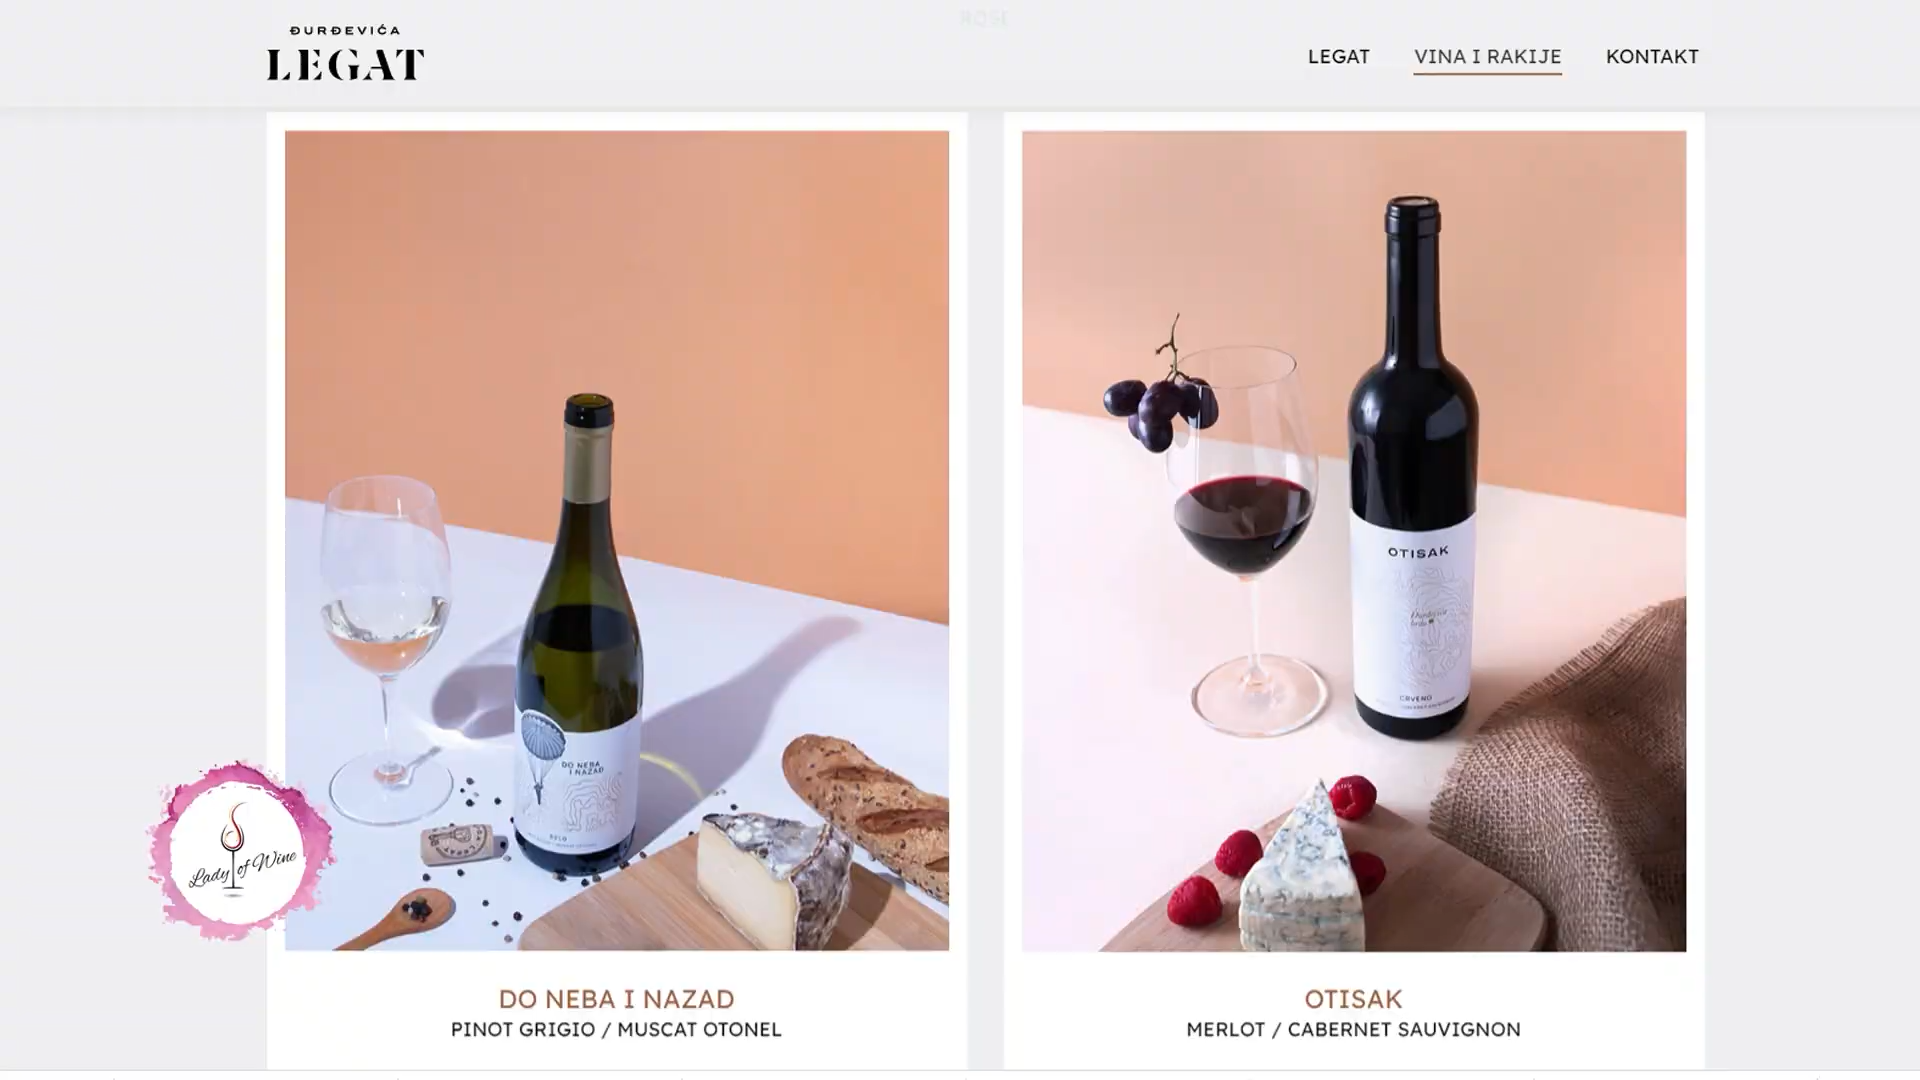 ĐURĐEVIĆA
LEGAT
LEGAT
VINA I RAKIJE
KONTAKT
OTISAK
CRVENO
DO NEBA
I NAZAD
BELO
Lady of Wine
DO NEBA I NAZAD
PINOT GRIGIO / MUSCAT OTONEL
OTISAK
MERLOT / CABERNET SAUVIGNON